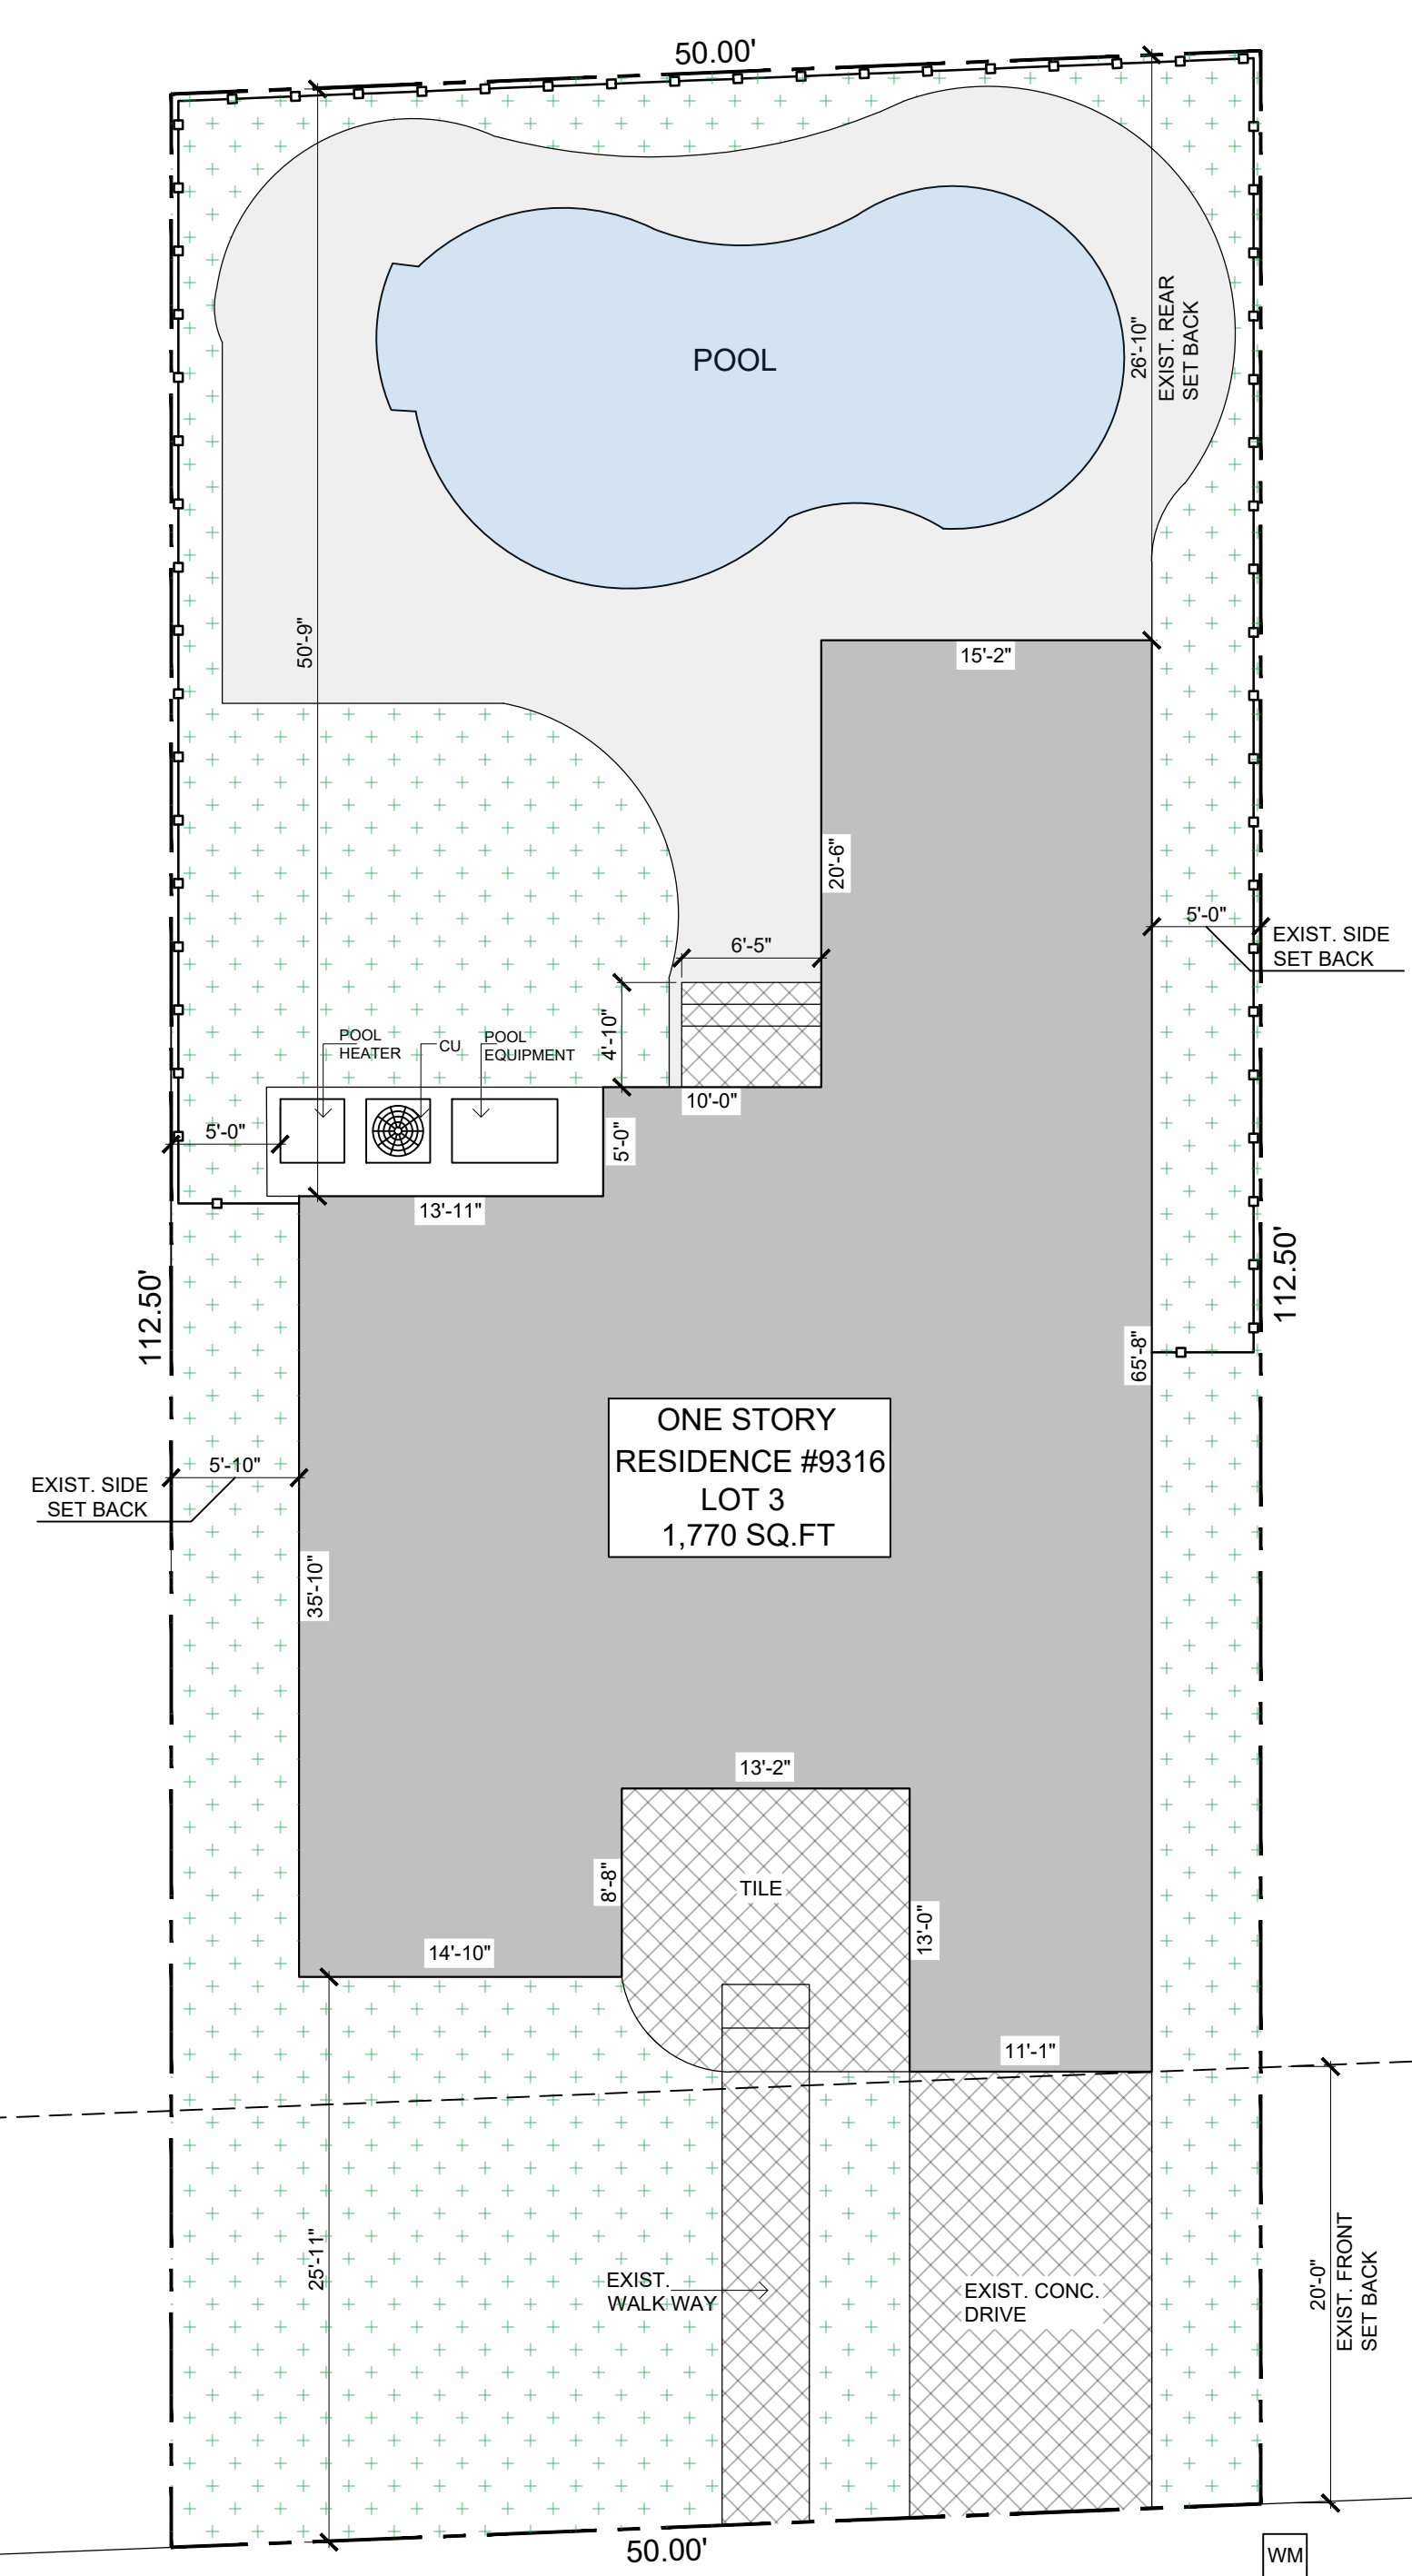 50.00'
POOL
26'-10"
EXIST. REAR
SET BACK
50'-9"
15'-2"
20'-6"
6'-5"
5'-0"
EXIST. SIDE
SET BACK
4'-10"
POOL
HEATER
CU
POOL
EQUIPMENT
10'-0"
5'-0"
5'-0"
13'-11"
112.50'
112.50'
65'-8"
ONE STORY
RESIDENCE #9316
LOT 3
1,770 SQ.FT
5'-10"
EXIST. SIDE
SET BACK
35'-10"
13'-2"
8'-8"
TILE
13'-0"
14'-10"
11'-1"
25'-11"
EXIST.
WALK WAY
EXIST. CONC.
DRIVE
20'-0"
EXIST. FRONT
SET BACK
50.00'
WM